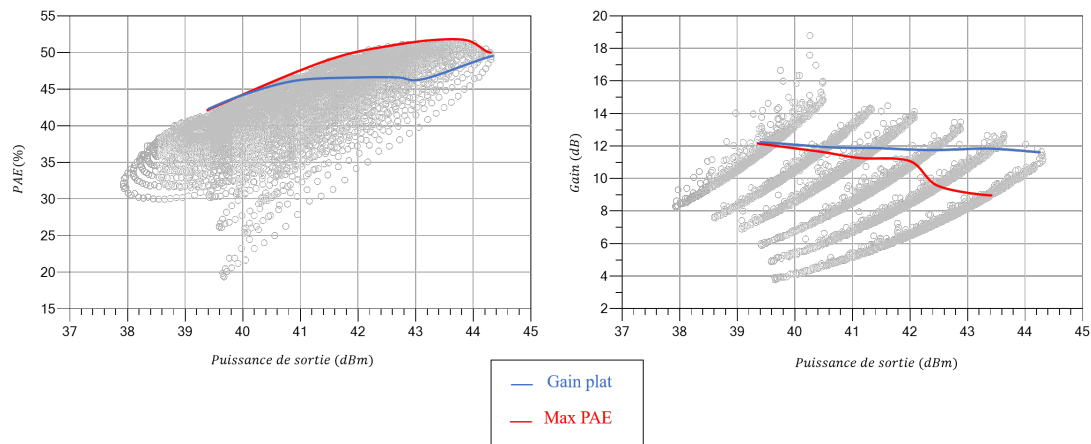 55
50
45
40
35
30
25
20
15
PAE(%)
37 38 39 40 41 42 43 44 45
Puissance de sortie (dBm)
20
18
16
14
12
10
8
6
4
2
Gain (dB)
37 38 39 40 41 42 43 44 45
Puissance de sortie (dBm)
Gain plat
Max PAE